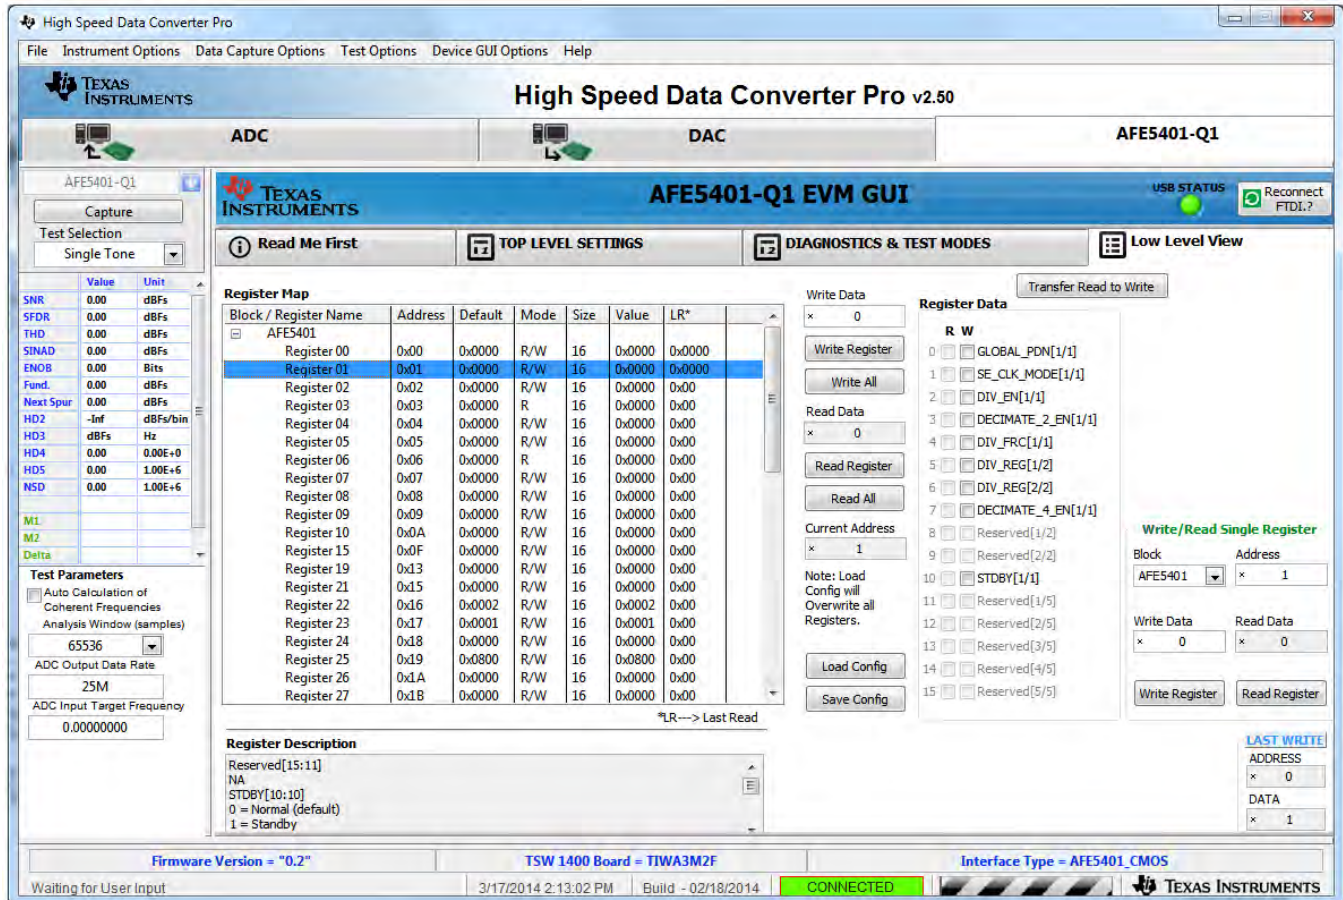 High Speed Data Converter Pro
File Instrument Options Data Capture Options Test Options Device GUI Options Help
TEXAS INSTRUMENTS
High Speed Data Converter Pro v2.50
ADC DAC AFE5401-Q1
AFE5401-Q1
Capture
Test Selection
Single Tone
Value Unit
SNR 0.00 dBFs
SFDR 0.00 dBFs
THD 0.00 dBFs
SINAD 0.00 dBFs
ENOB 0.00 Bits
Fund. 0.00 dBFs
Next Spur 0.00 dBFs
HD2 -Inf dBFs/bin
HD3 dBFs Hz
HD4 0.00 0.00E+0
HD5 0.00 1.00E+6
NSD 0.00 1.00E+6
M1
M2
Delta
Test Parameters
Auto Calculation of
Coherent Frequencies
Analysis Window (samples)
65536
ADC Output Data Rate
25M
ADC Input Target Frequency
0.00000000
TEXAS INSTRUMENTS
AFE5401-Q1 EVM GUI
USB STATUS
Reconnect
FTDI.?
Read Me First TOP LEVEL SETTINGS DIAGNOSTICS & TEST MODES Low Level View
Register Map
Block / Register Name Address Default Mode Size Value LR*
AFE5401
Register 00 0x00 0x0000 R/W 16 0x0000 0x0000
Register 01 0x01 0x0000 R/W 16 0x0000 0x0000
Register 02 0x02 0x0000 R/W 16 0x0000 0x00
Register 03 0x03 0x0000 R 16 0x0000 0x00
Register 04 0x04 0x0000 R/W 16 0x0000 0x00
Register 05 0x05 0x0000 R/W 16 0x0000 0x00
Register 06 0x06 0x0000 R 16 0x0000 0x00
Register 07 0x07 0x0000 R/W 16 0x0000 0x00
Register 08 0x08 0x0000 R/W 16 0x0000 0x00
Register 09 0x09 0x0000 R/W 16 0x0000 0x00
Register 10 0x0A 0x0000 R/W 16 0x0000 0x00
Register 15 0x0F 0x0000 R/W 16 0x0000 0x00
Register 19 0x13 0x0000 R/W 16 0x0000 0x00
Register 21 0x15 0x0000 R/W 16 0x0000 0x00
Register 22 0x16 0x0002 R/W 16 0x0002 0x00
Register 23 0x17 0x0001 R/W 16 0x0001 0x00
Register 24 0x18 0x0000 R/W 16 0x0000 0x00
Register 25 0x19 0x0800 R/W 16 0x0800 0x00
Register 26 0x1A 0x0000 R/W 16 0x0000 0x00
Register 27 0x1B 0x0000 R/W 16 0x0000 0x00
*LR---> Last Read
Register Description
Reserved[15:11]
NA
STDBY[10:10]
0 = Normal (default)
1 = Standby
Write Data
x 0
Write Register
Write All
Read Data
x 0
Read Register
Read All
Current Address
x 1
Note: Load
Config will
Overwrite all
Registers.
Load Config
Save Config
Transfer Read to Write
Register Data
R W
0 GLOBAL_PDN[1/1]
1 SE_CLK_MODE[1/1]
2 DIV_EN[1/1]
3 DECIMATE_2_EN[1/1]
4 DIV_FRC[1/1]
5 DIV_REG[1/2]
6 DIV_REG[2/2]
7 DECIMATE_4_EN[1/1]
8 Reserved[1/2]
9 Reserved[2/2]
10 STDBY[1/1]
11 Reserved[1/5]
12 Reserved[2/5]
13 Reserved[3/5]
14 Reserved[4/5]
15 Reserved[5/5]
Write/Read Single Register
Block Address
AFE5401 x 1
Write Data Read Data
x 0 x 0
Write Register Read Register
LAST WRITE
ADDRESS
x 0
DATA
x 1
Firmware Version = "0.2" TSW 1400 Board = TIWA3M2F Interface Type = AFE5401_CMOS
Waiting for User Input 3/17/2014 2:13:02 PM Build - 02/18/2014 CONNECTED TEXAS INSTRUMENTS